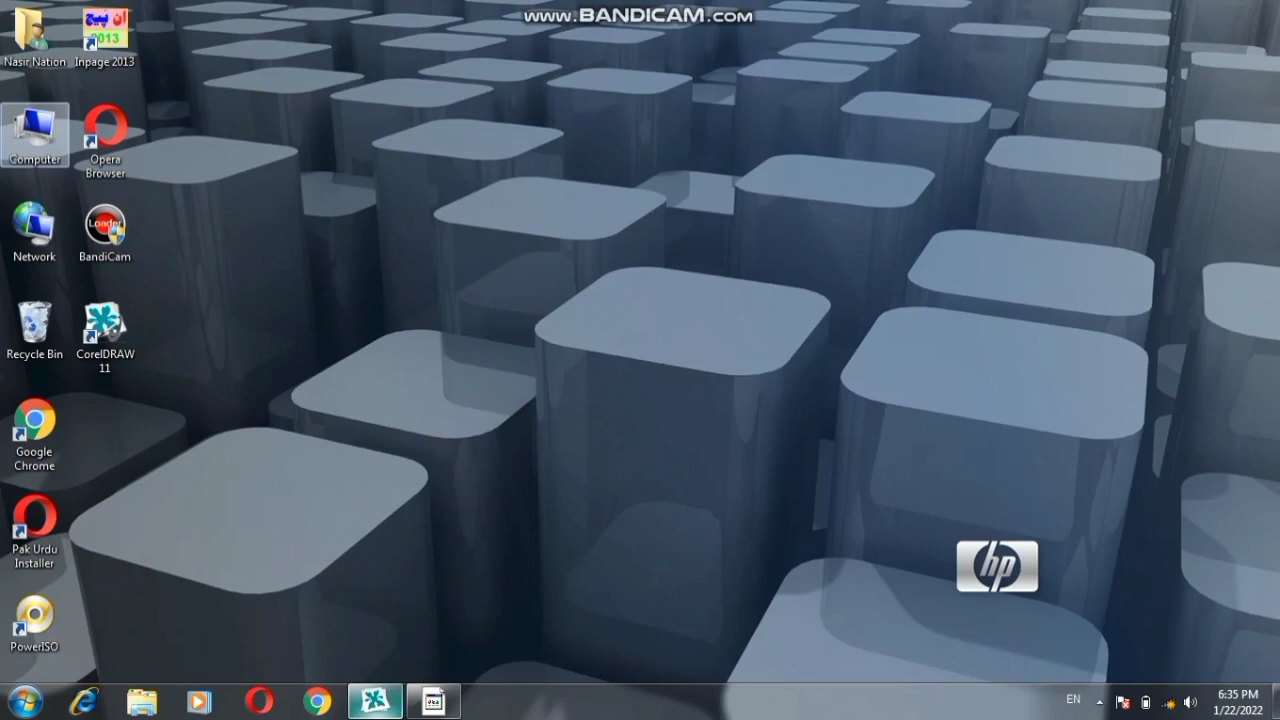 www.BANDICAM.com
Nasir Nation
ان پیج
2013
Inpage 2013
Computer
Opera
Browser
Network
Loader
BandiCam
Recycle Bin
CorelDRAW
11
Google
Chrome
Pak Urdu
Installer
PowerISO
hp
EN
6:35 PM
1/22/2022